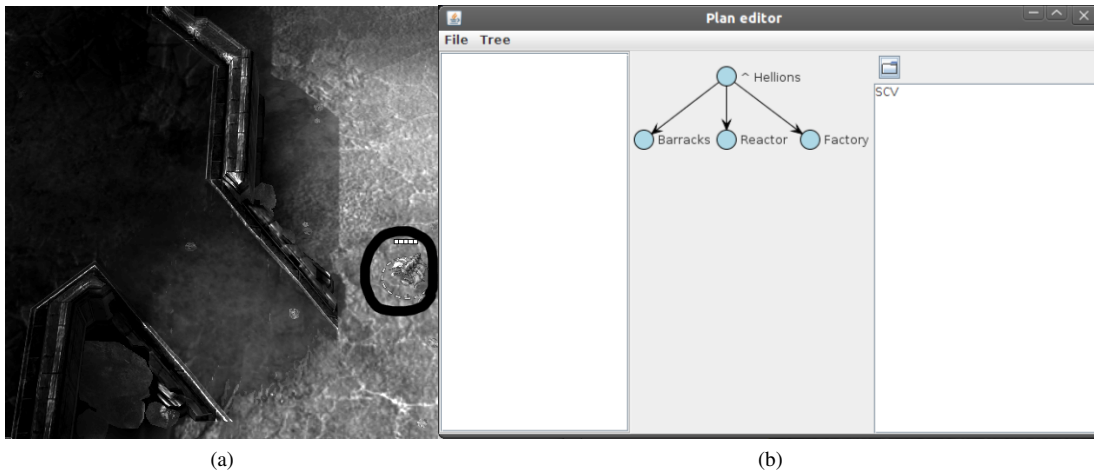 Plan editor
File Tree
^ Hellions
Barracks Reactor Factory
SCV
(a) (b)